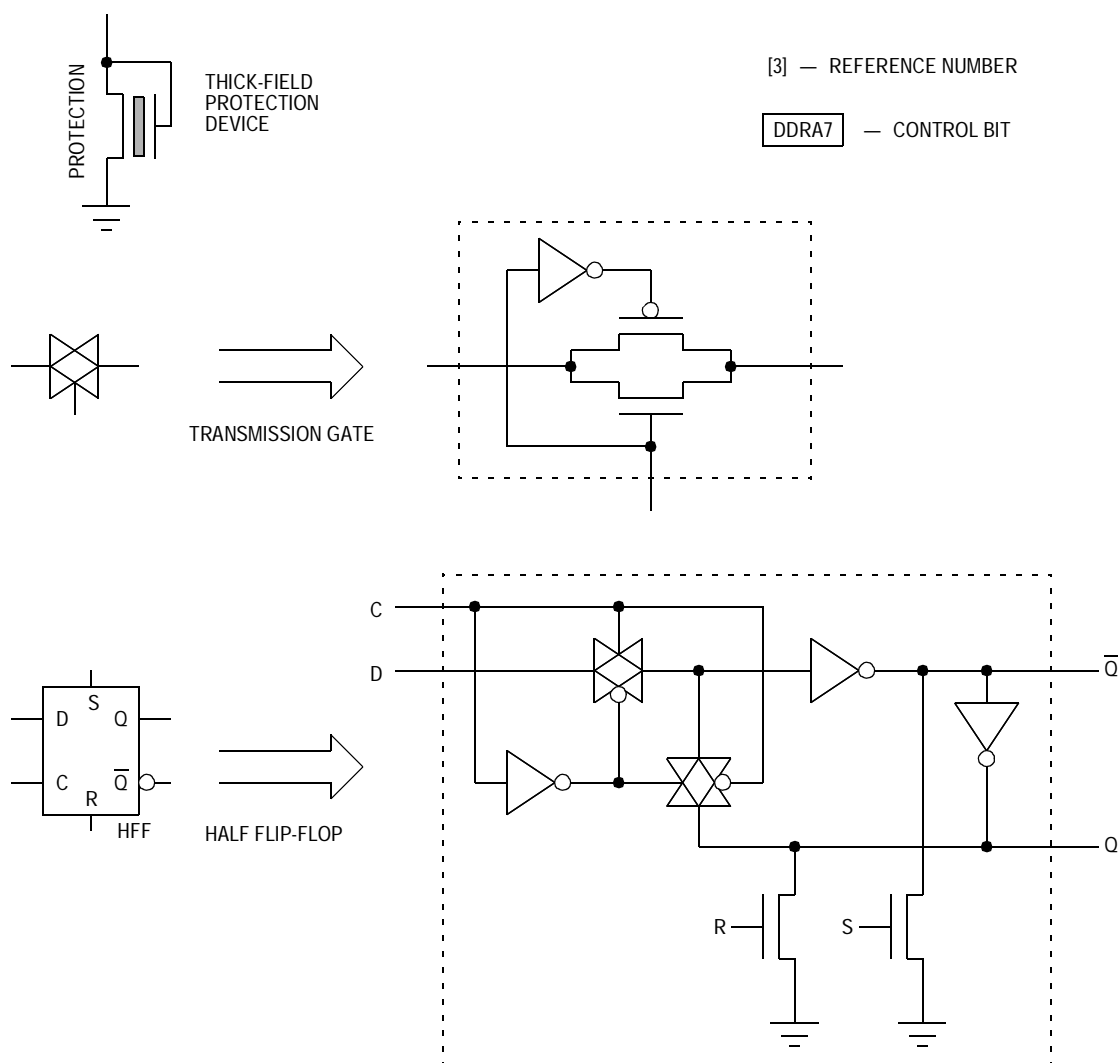 PROTECTION
THICK-FIELD
PROTECTION
DEVICE
[3] — REFERENCE NUMBER
DDRA7 — CONTROL BIT
TRANSMISSION GATE
C
D
Q̅
S
D Q
C Q̅
R
HFF
HALF FLIP-FLOP
Q
R
S